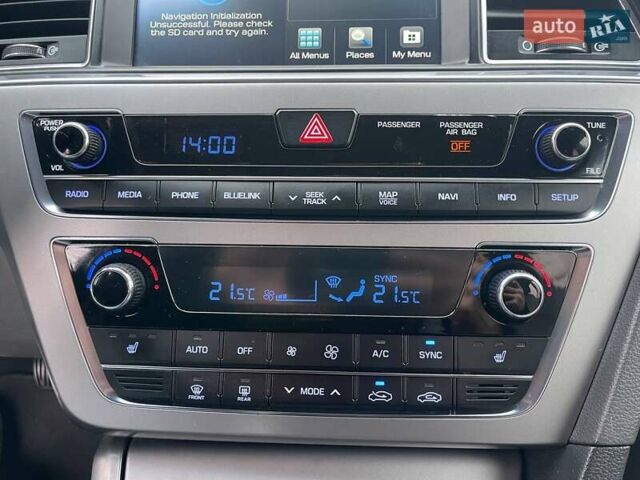 Navigation Initialization
Unsuccessful. Please check
the SD card and try again.
auto RIA.com
All Menus Places My Menu
POWER
PUSH
VOL
14:00
PASSENGER
PASSENGER
AIR BAG
OFF
TUNE
FILE
RADIO MEDIA PHONE BLUELINK SEEK
TRACK MAP
VOICE NAVI INFO SETUP
21.5°C SYNC 21.5°C
AUTO OFF A/C SYNC
FRONT REAR MODE